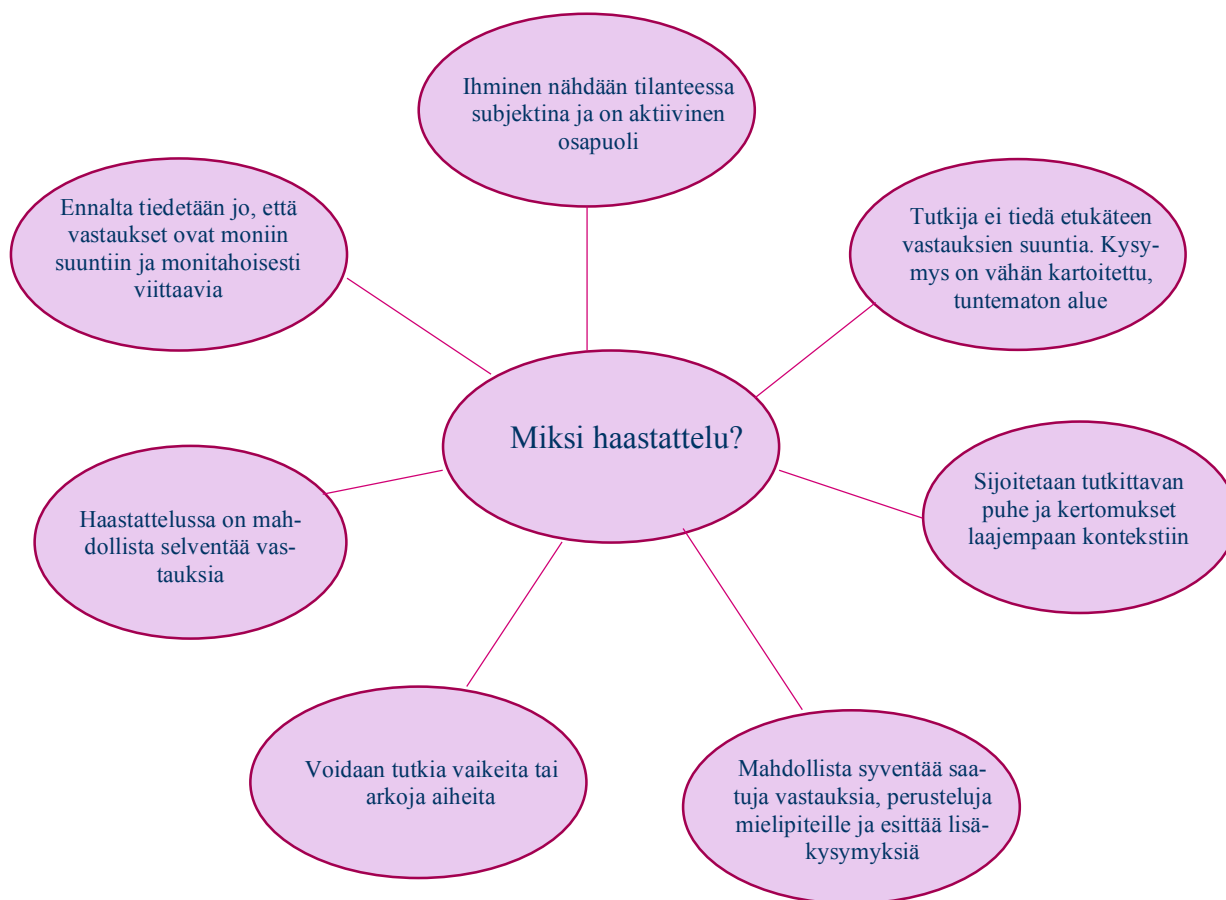 Ihminen nähdään tilanteessa
subjektina ja on aktiivinen
osapuoli
Ennalta tiedetään jo, että
vastaukset ovat moniin
suuntiin ja monitahoisesti
viittaavia
Tutkija ei tiedä etukäteen
vastauksien suuntia. Kysy-
mys on vähän kartoitettu,
tuntematon alue
Miksi haastattelu?
Haastattelussa on mah-
dollista selventää vas-
tauksia
Sijoitetaan tutkittavan
puhe ja kertomukset
laajempaan kontekstiin
Voidaan tutkia vaikeita tai
arkoja aiheita
Mahdollista syventää saa-
tuja vastauksia, perusteluja
mielipiteille ja esittää lisä-
kysymyksiä